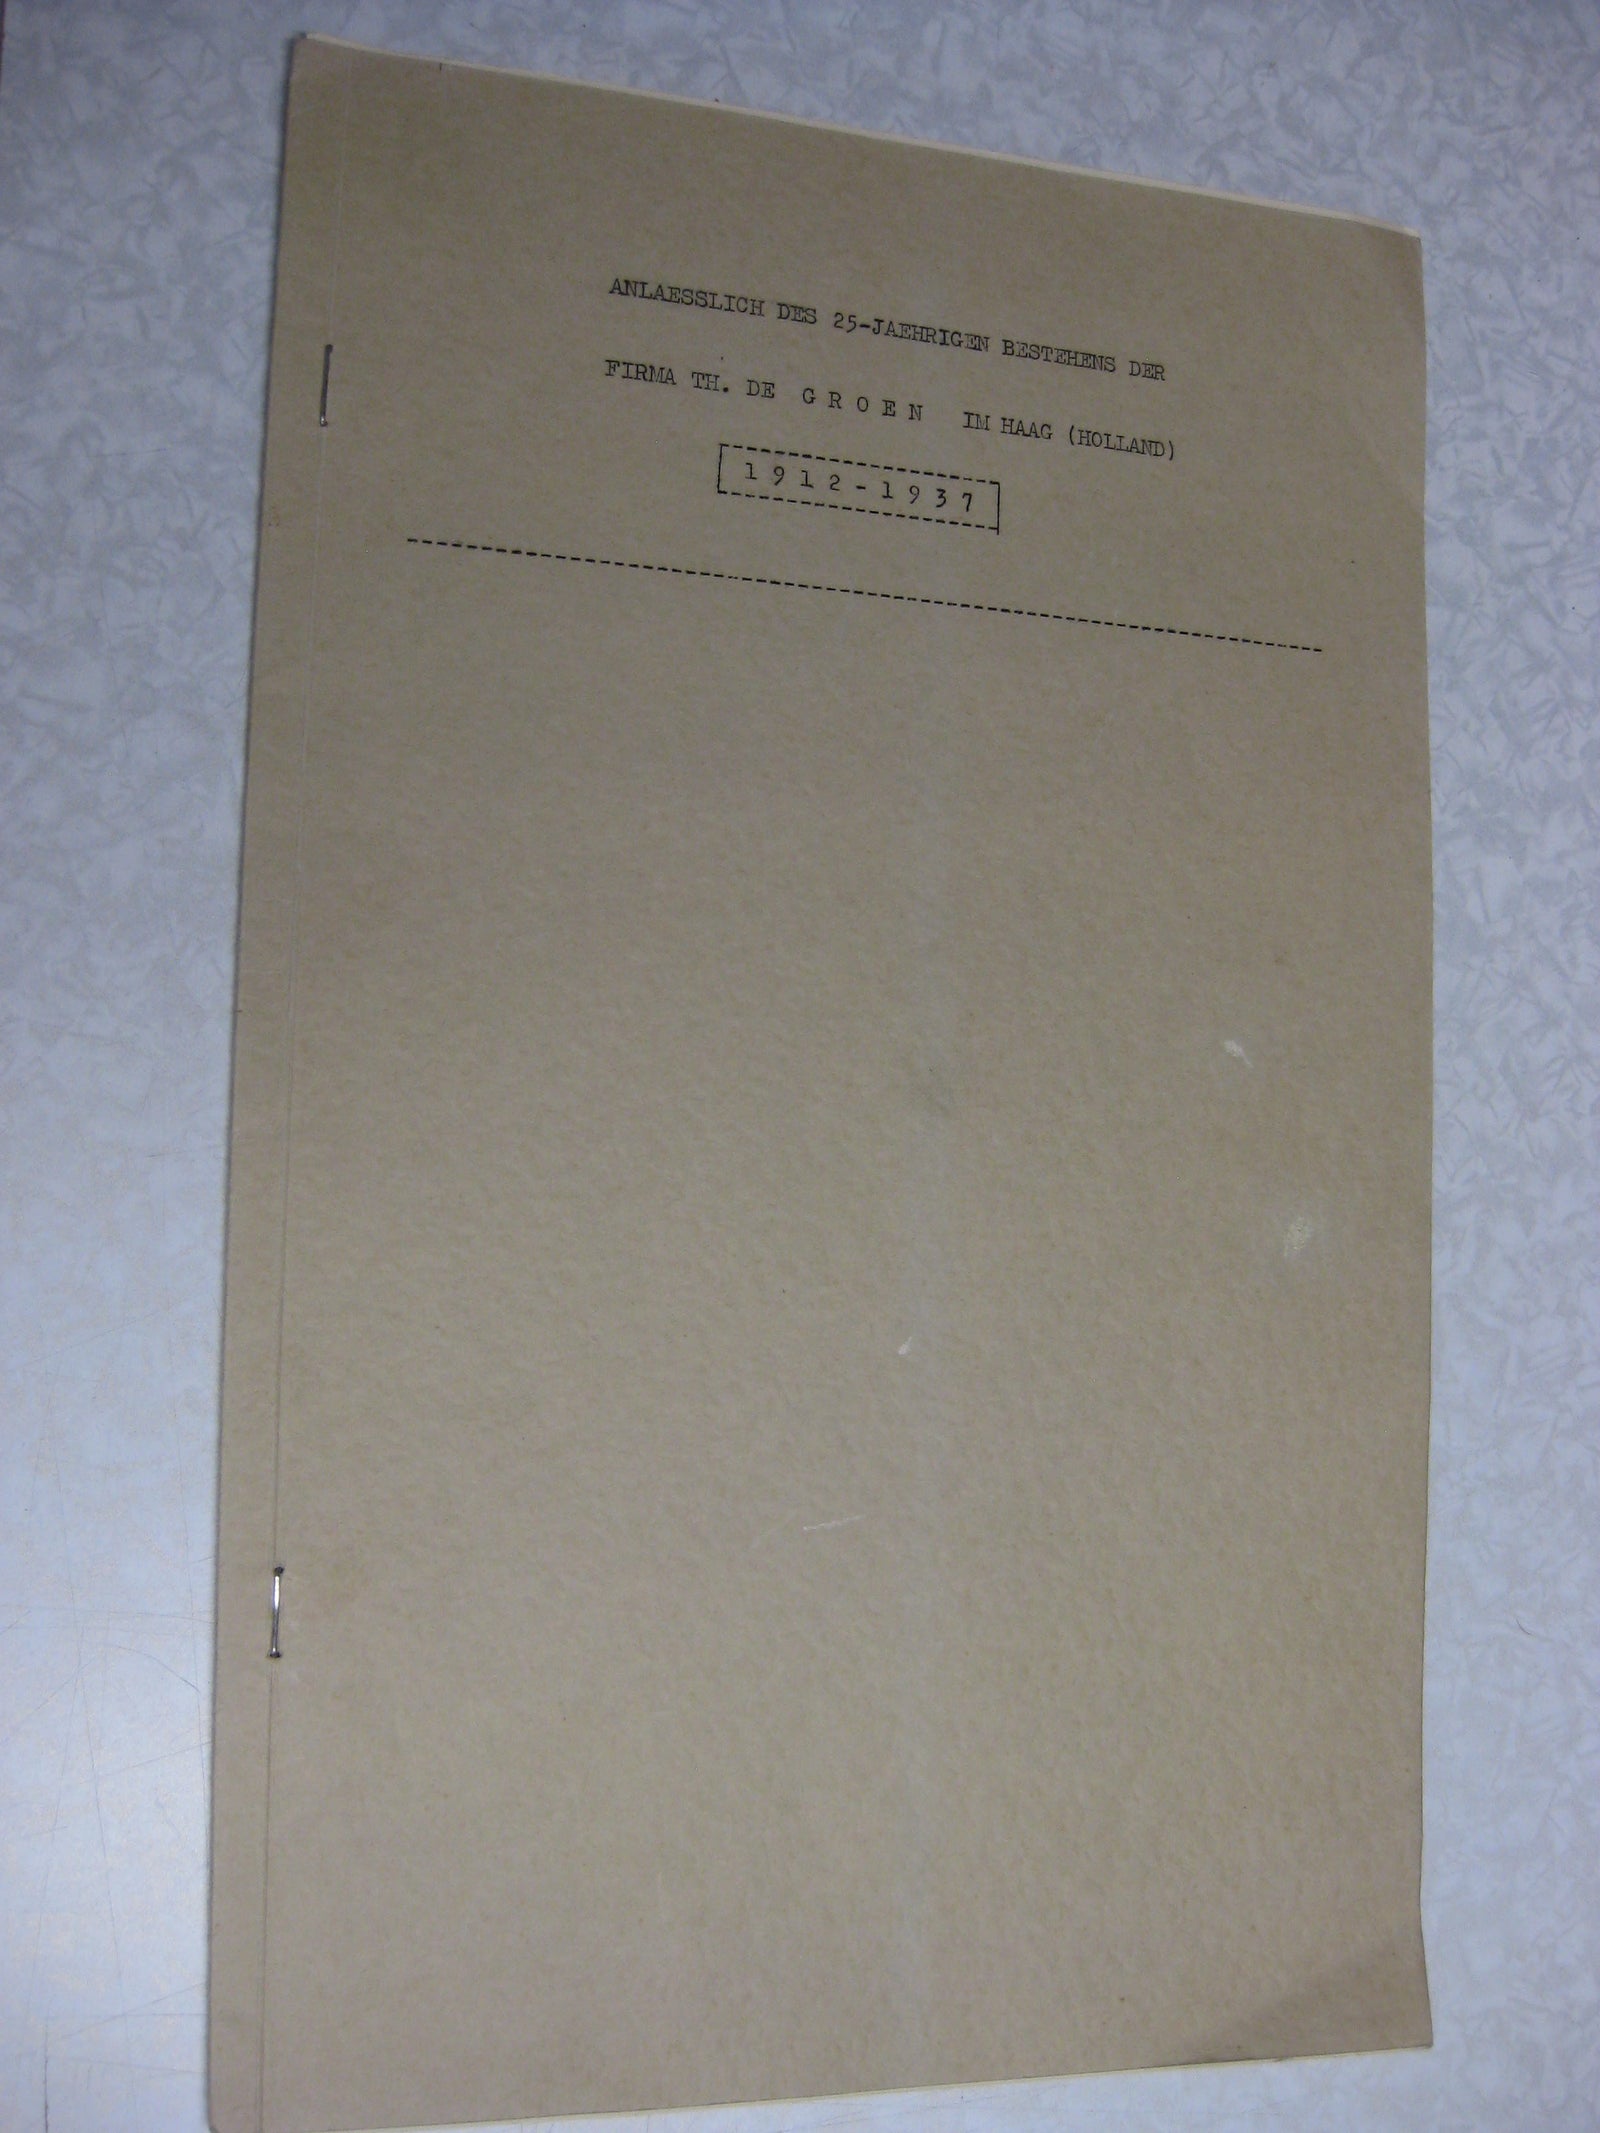 ANLAESSLICH DES 25-JAEHRIGEN BESTEHENS DER
FIRMA TH. DE G R O E N IM HAAG (HOLLAND)
1 9 1 2 - 1 9 3 7